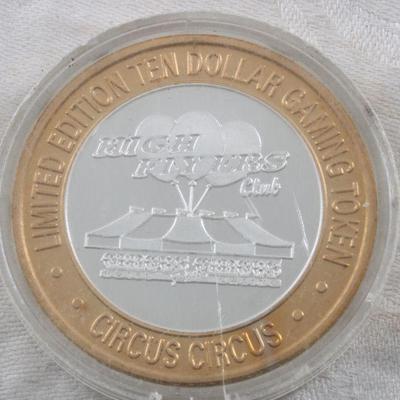 LIMITED EDITION TEN DOLLAR GAMING TOKEN
HIGH
FLYERS
Club
• CIRCUS CIRCUS •